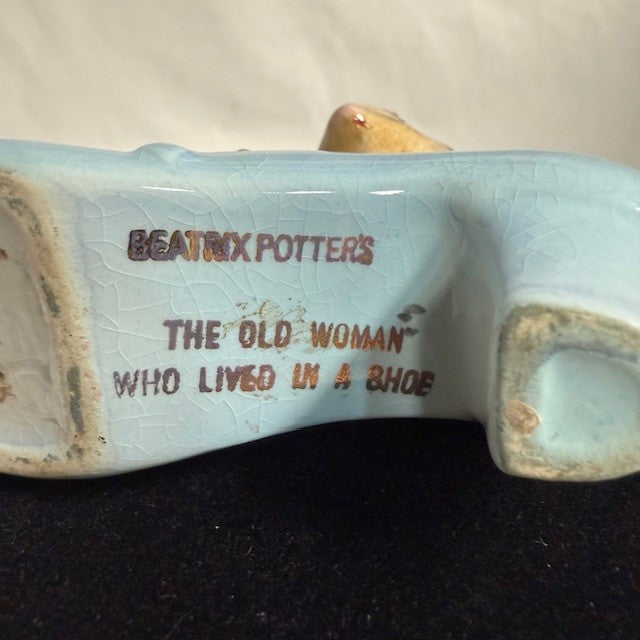 BEATRIX POTTER'S
THE OLD WOMAN
WHO LIVED IN A SHOE